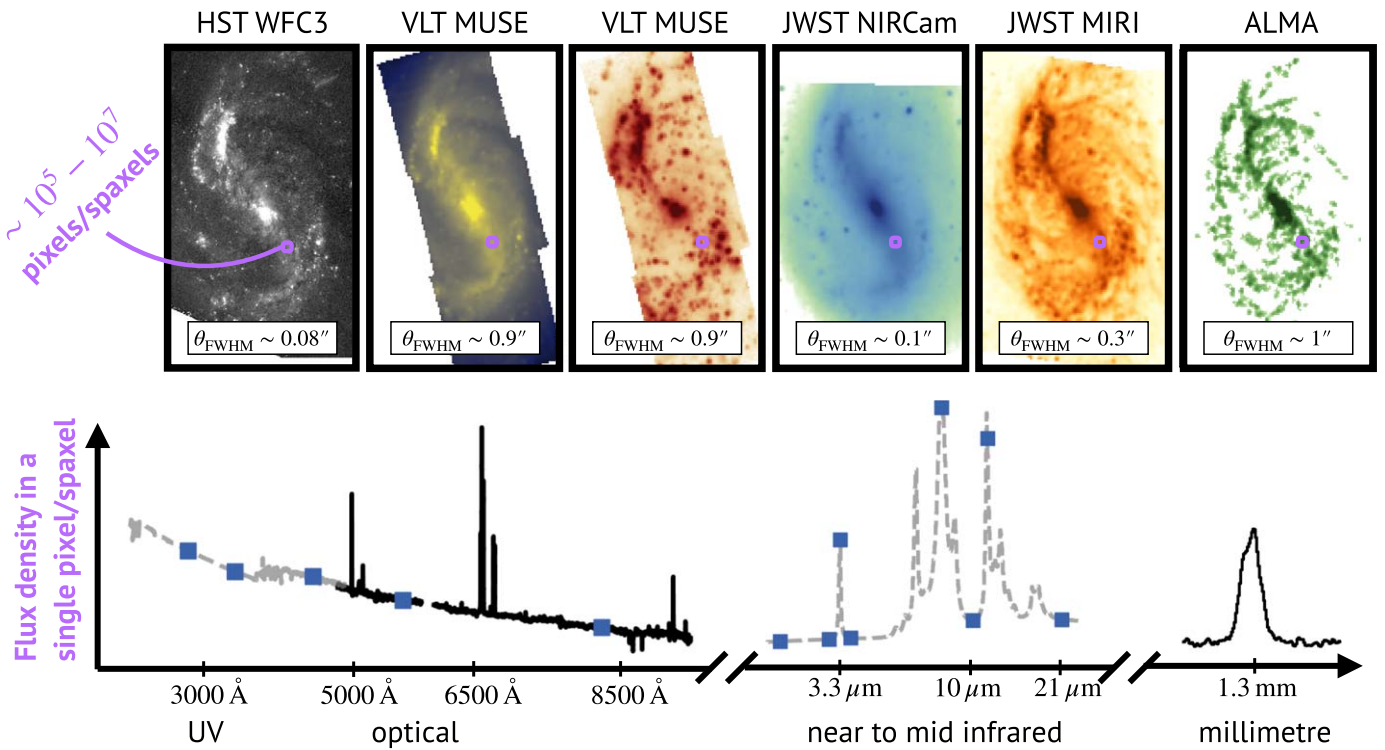 HST WFC3
VLT MUSE
VLT MUSE
JWST NIRCam
JWST MIRI
ALMA
~ 10⁵ − 10⁷
pixels/spaxels
θFWHM ~ 0.08″
θFWHM ~ 0.9″
θFWHM ~ 0.9″
θFWHM ~ 0.1″
θFWHM ~ 0.3″
θFWHM ~ 1″
Flux density in a
single pixel/spaxel
3000 Å
5000 Å
6500 Å
8500 Å
3.3 μm
10 μm
21 μm
1.3 mm
UV
optical
near to mid infrared
millimetre